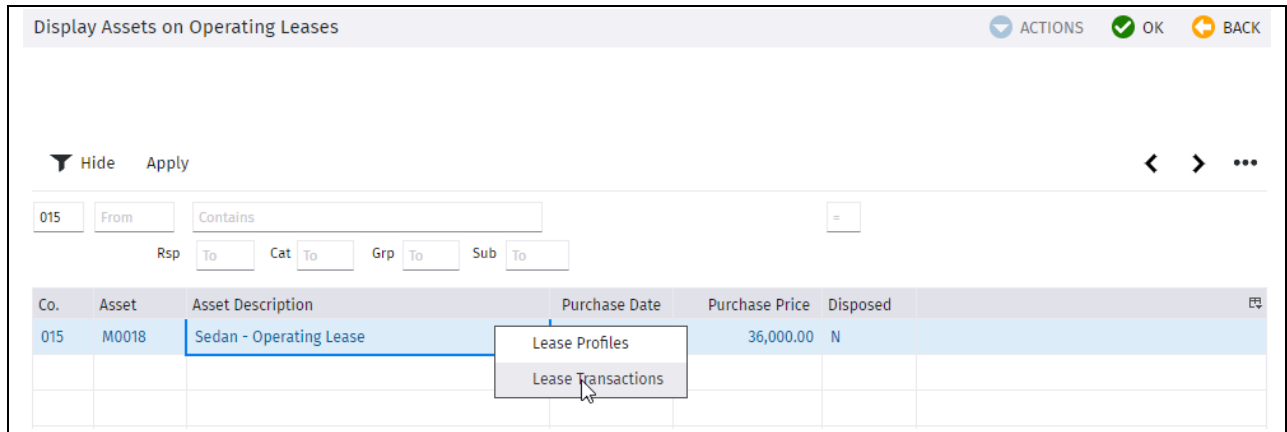 Display Assets on Operating Leases ACTIONS OK BACK
Hide Apply
015 From Contains =
Rsp To Cat To Grp To Sub To
Co. Asset Asset Description Purchase Date Purchase Price Disposed
015 M0018 Sedan - Operating Lease 36,000.00 N
Lease Profiles
Lease Transactions